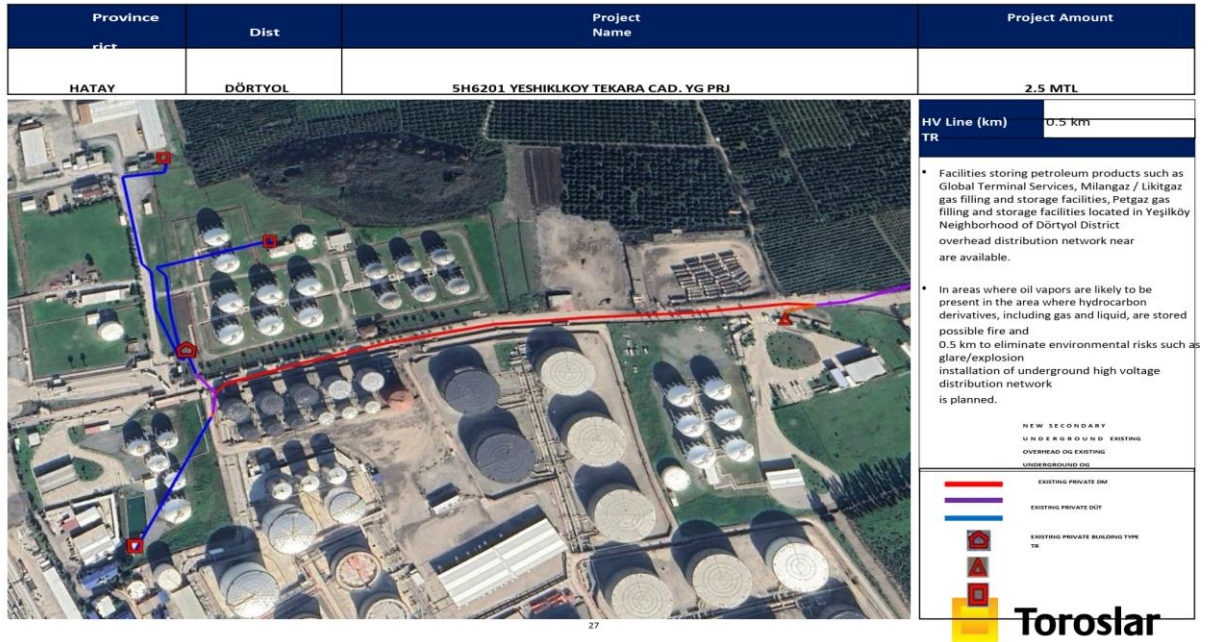 Province
rict
Dist
Project
Name
Project Amount
HATAY
DÖRTYOL
5H6201 YESHIKLKOY TEKARA CAD. YG PRJ
2.5 MTL
HV Line (km)
TR
0.5 km
• Facilities storing petroleum products such as
Global Terminal Services, Milangaz / Likitgaz
gas filling and storage facilities, Petgaz gas
filling and storage facilities located in Yeşilköy
Neighborhood of Dörtyol District
overhead distribution network near
are available.
• In areas where oil vapors are likely to be
present in the area where hydrocarbon
derivatives, including gas and liquid, are stored
possible fire and
0.5 km to eliminate environmental risks such as
glare/explosion
installation of underground high voltage
distribution network
is planned.
NEW SECONDARY
UNDERGROUND EXISTING
OVERHEAD OG EXISTING
UNDERGROUND OG
EXISTING PRIVATE DM
EXISTING PRIVATE DÜT
EXISTING PRIVATE BUILDING TYPE
TR
27
Toroslar